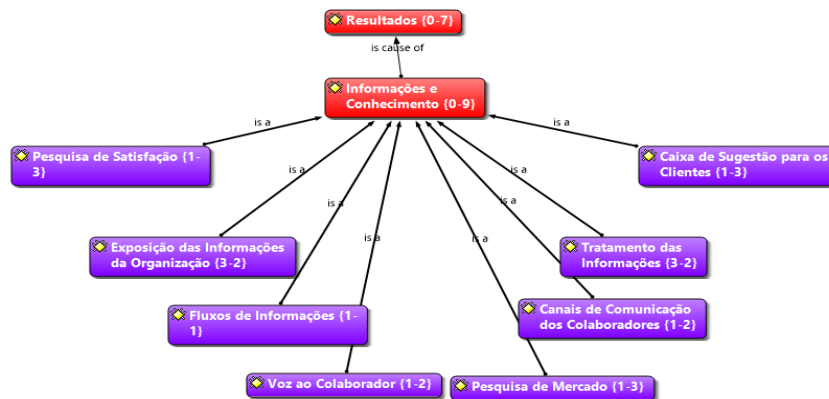 Resultados {0-7}
is cause of
Informações e
Conhecimento {0-9}
is a
is a
Pesquisa de Satisfação {1-
3}
Caixa de Sugestão para os
Clientes {1-3}
is a
is a
is a
is a
is a
is a
is a
Exposição das Informações
da Organização {3-2}
Tratamento das
Informações {3-2}
Fluxos de Informações {1-
1}
Canais de Comunicação
dos Colaboradores {1-2}
Voz ao Colaborador {1-2}
Pesquisa de Mercado {1-3}